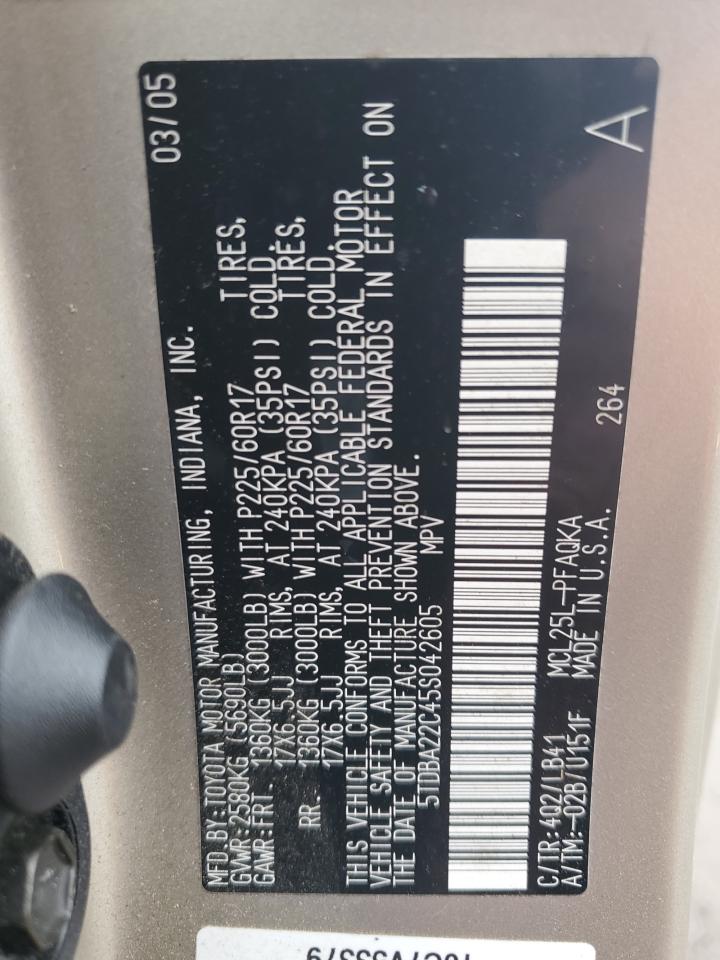 MFD.BY:TOYOTA MOTOR MANUFACTURING, INDIANA, INC. 03/05
GVWR:2580KG (5690LB)
GAWR:FRT. 1360KG (3000LB) WITH P225/60R17 TIRES,
17X6.5JJ RIMS, AT 240KPA (35PSI) COLD
RR. 1360KG (3000LB) WITH P225/60R17 TIRES,
17X6.5JJ RIMS, AT 240KPA (35PSI) COLD
THIS VEHICLE CONFORMS TO ALL APPLICABLE FEDERAL MOTOR
VEHICLE SAFETY AND THEFT PREVENTION STANDARDS IN EFFECT ON
THE DATE OF MANUFACTURE SHOWN ABOVE.
5TDBA22C45S042605 MPV
C/TR:4Q2/LB41 MCL25L-PFAQKA
A/TM:-02B/U151F MADE IN U.S.A. 264 A